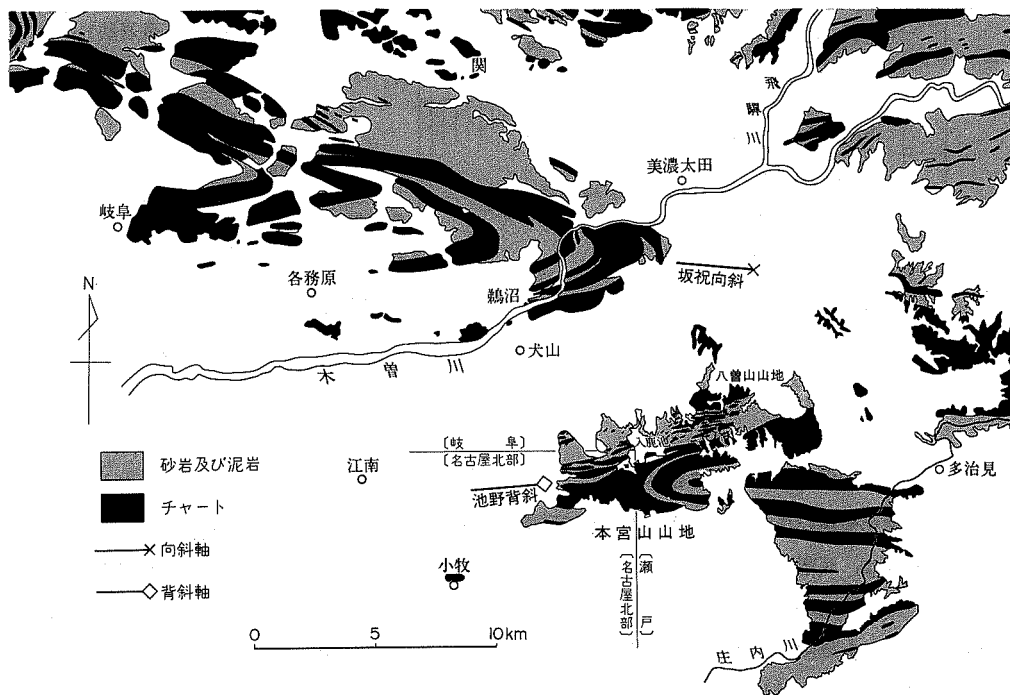 関
飛騨川
美濃太田
岐阜
各務原
鵜沼
坂祝向斜
N
犬山
木曽川
八曽山山地
入鹿池
〔岐阜〕
〔名古屋北部〕
江南
池野背斜
多治見
砂岩及び泥岩
チャート
向斜軸
背斜軸
本宮山山地
〔名古屋北部〕
〔瀬戸〕
小牧
0 5 10km
庄内川